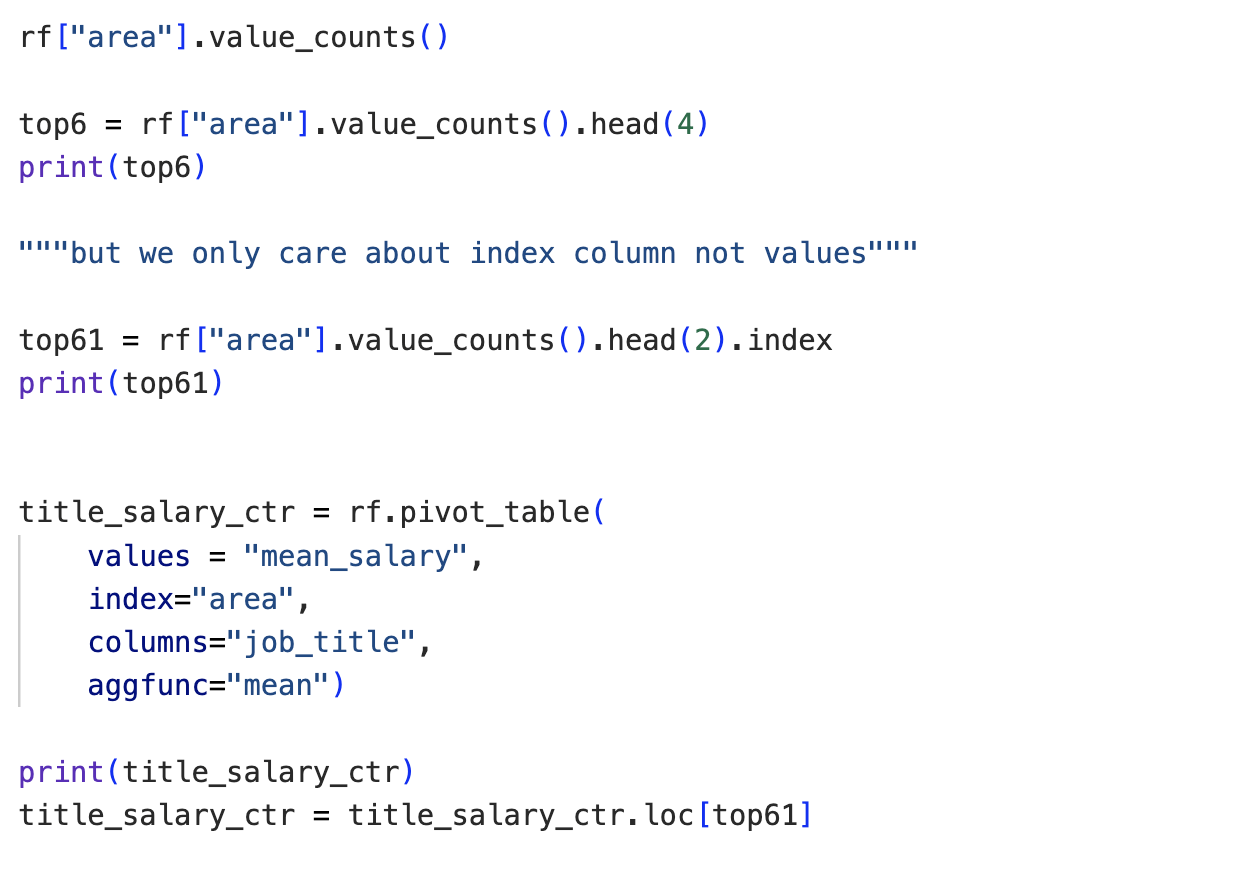 rf["area"].value_counts()
top6 = rf["area"].value_counts().head(4)
print(top6)
"""but we only care about index column not values"""
top61 = rf["area"].value_counts().head(2).index
print(top61)
title_salary_ctr = rf.pivot_table(
    values = "mean_salary",
    index="area",
    columns="job_title",
    aggfunc="mean")
print(title_salary_ctr)
title_salary_ctr = title_salary_ctr.loc[top61]